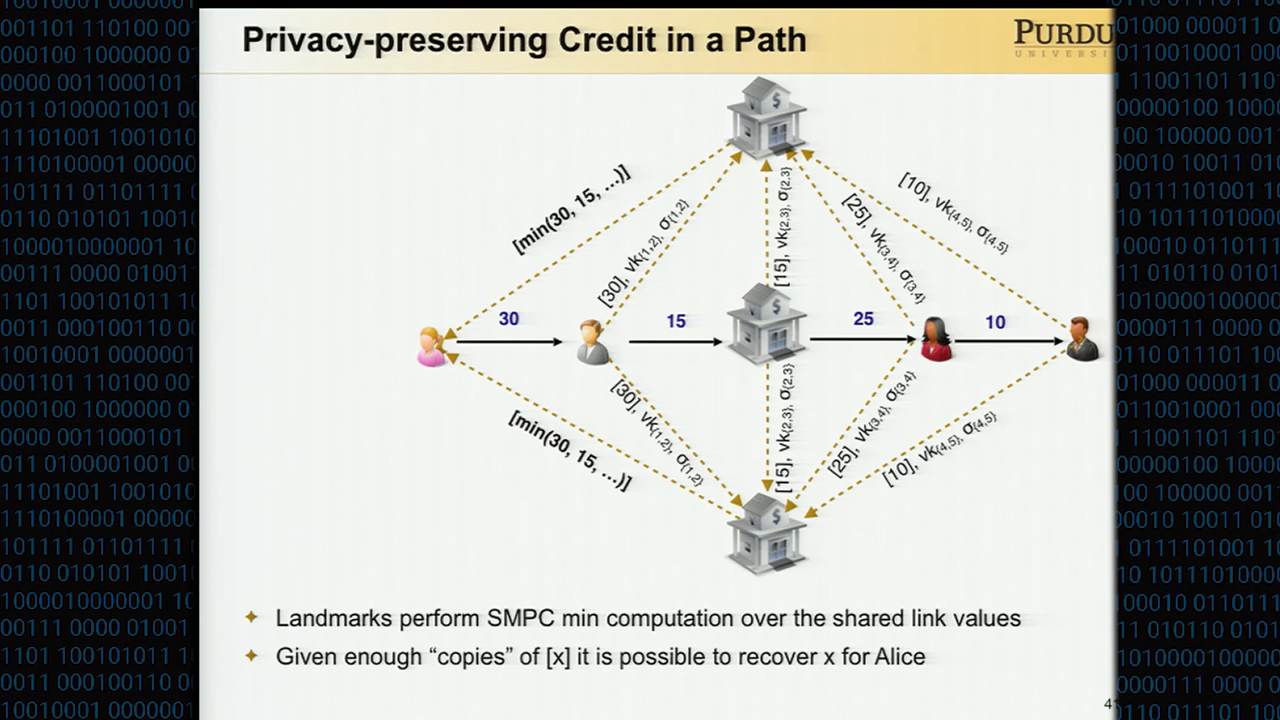 Privacy-preserving Credit in a Path
PURDU
UNIVERSI
[min(30, 15, …)]
[30], vk(1,2), σ(1,2)
[15], vk(2,3), σ(2,3)
[25], vk(3,4), σ(3,4)
[10], vk(4,5), σ(4,5)
30
15
25
10
[min(30, 15, …)]
[30], vk(1,2), σ(1,2)
[15], vk(2,3), σ(2,3)
[25], vk(3,4), σ(3,4)
[10], vk(4,5), σ(4,5)
Landmarks perform SMPC min computation over the shared link values
Given enough “copies” of [x] it is possible to recover x for Alice